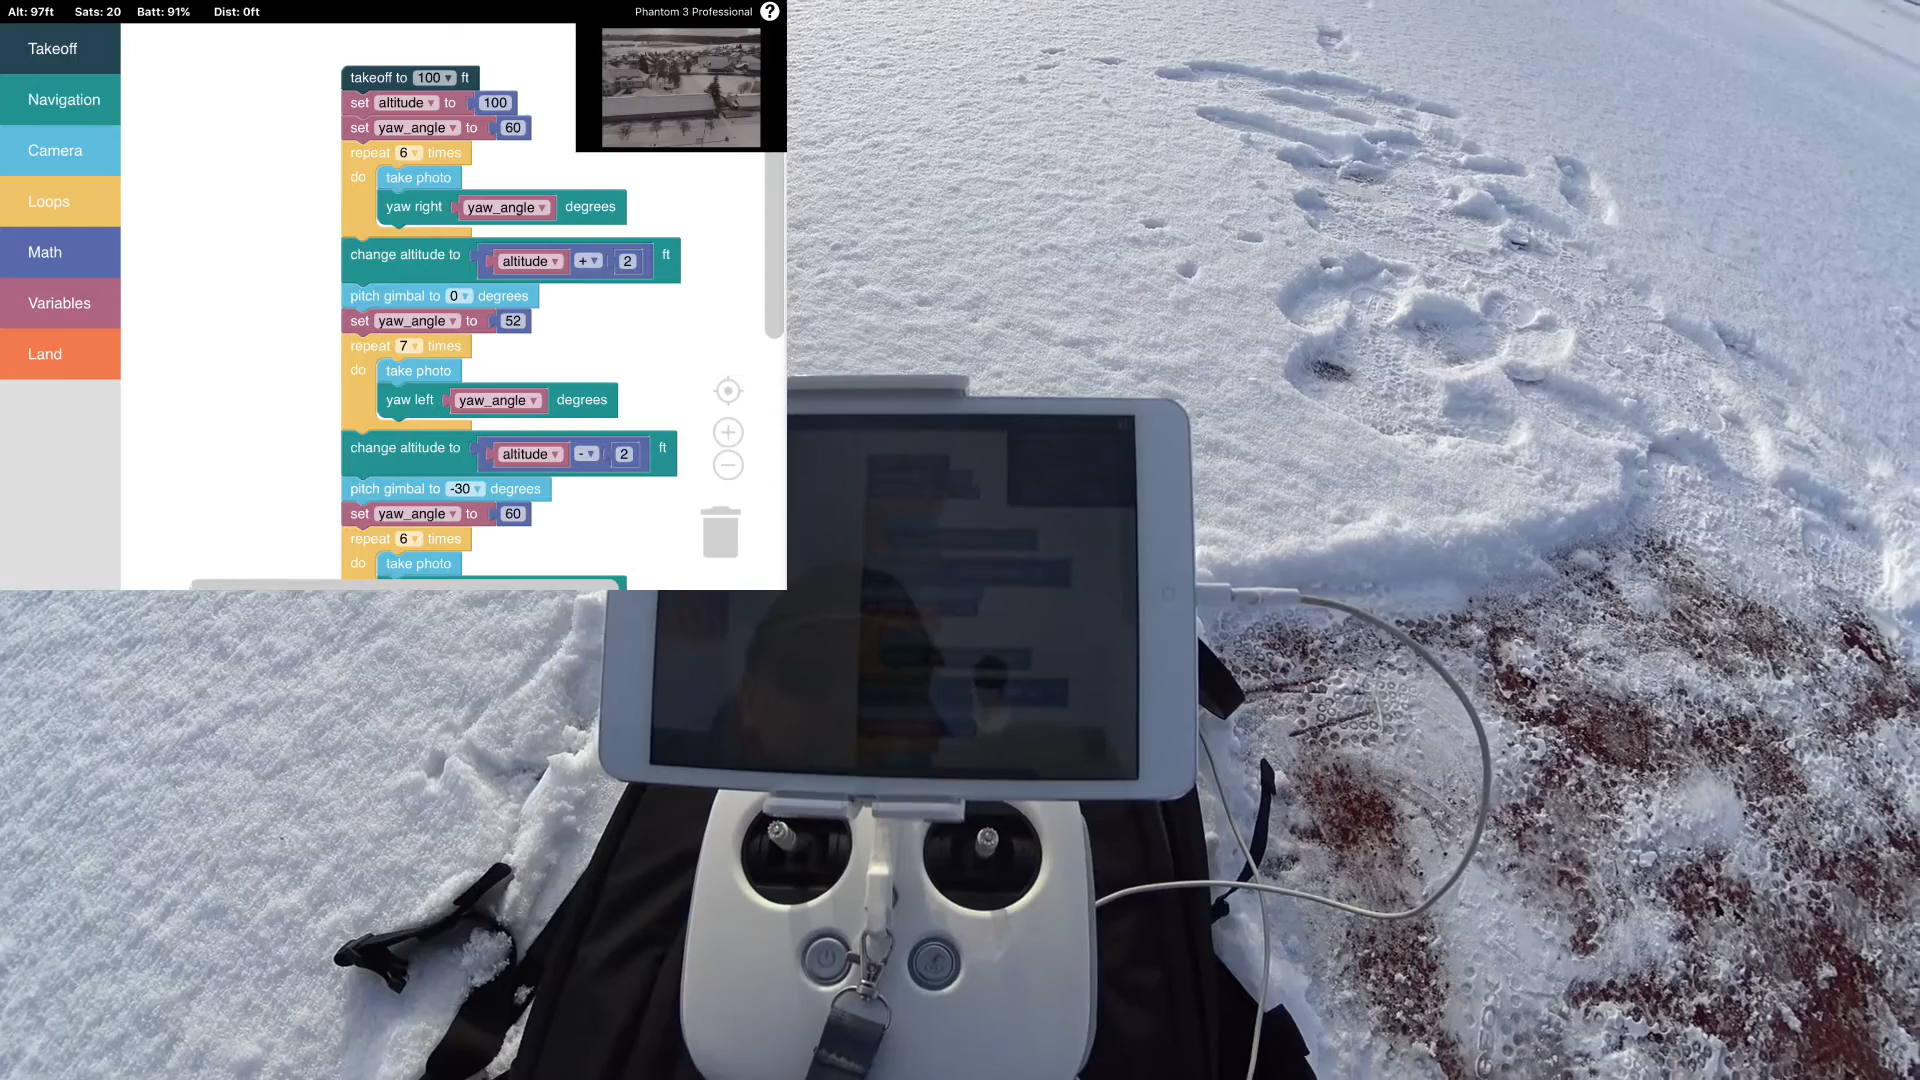 Alt: 97ft Sats: 20 Batt: 91% Dist: 0ft Phantom 3 Professional ?
Takeoff
Navigation
Camera
Loops
Math
Variables
Land
takeoff to 100 ft
set altitude to 100
set yaw_angle to 60
repeat 6 times
do take photo
yaw right yaw_angle degrees
change altitude to altitude + 2 ft
pitch gimbal to 0 degrees
set yaw_angle to 52
repeat 7 times
do take photo
yaw left yaw_angle degrees
change altitude to altitude - 2 ft
pitch gimbal to -30 degrees
set yaw_angle to 60
repeat 6 times
do take photo